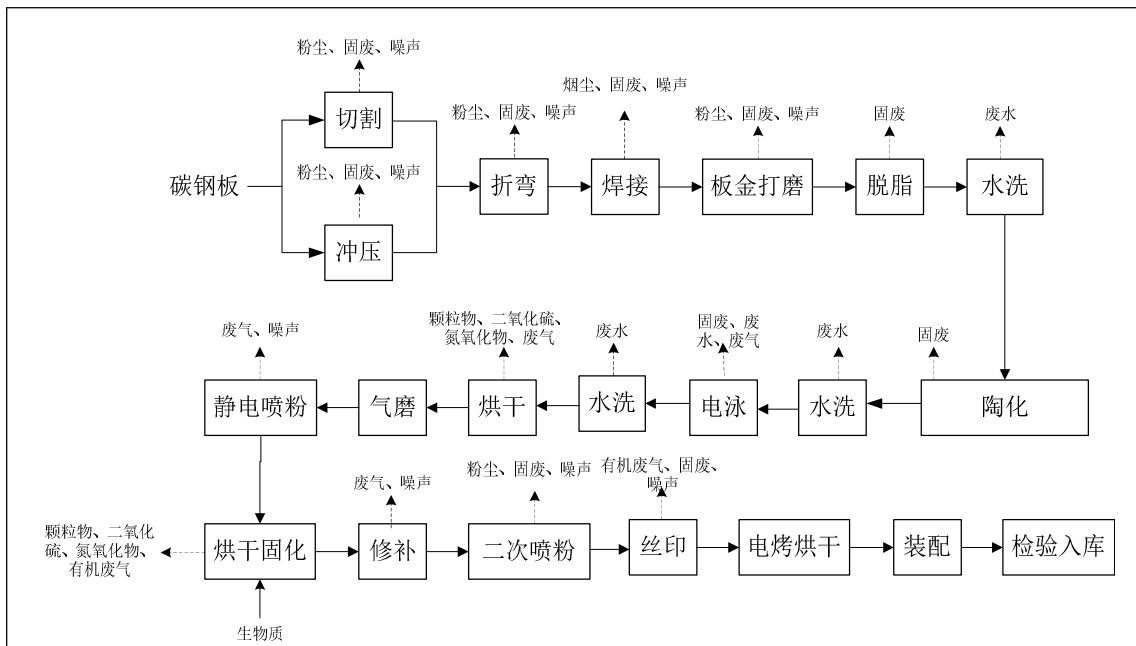 粉尘、固废、噪声
切割
粉尘、固废、噪声
碳钢板
冲压
粉尘、固废、噪声
折弯
烟尘、固废、噪声
焊接
粉尘、固废、噪声
板金打磨
固废
脱脂
废水
水洗
固废
陶化
废水
水洗
固废、废
水、废气
电泳
废水
水洗
颗粒物、二氧化硫、
氮氧化物、废气
烘干
气磨
废气、噪声
静电喷粉
颗粒物、二氧化
硫、氮氧化物、
有机废气
烘干固化
生物质
废气、噪声
修补
粉尘、固废、噪声
二次喷粉
有机废气、固废、
噪声
丝印
电烤烘干
装配
检验入库